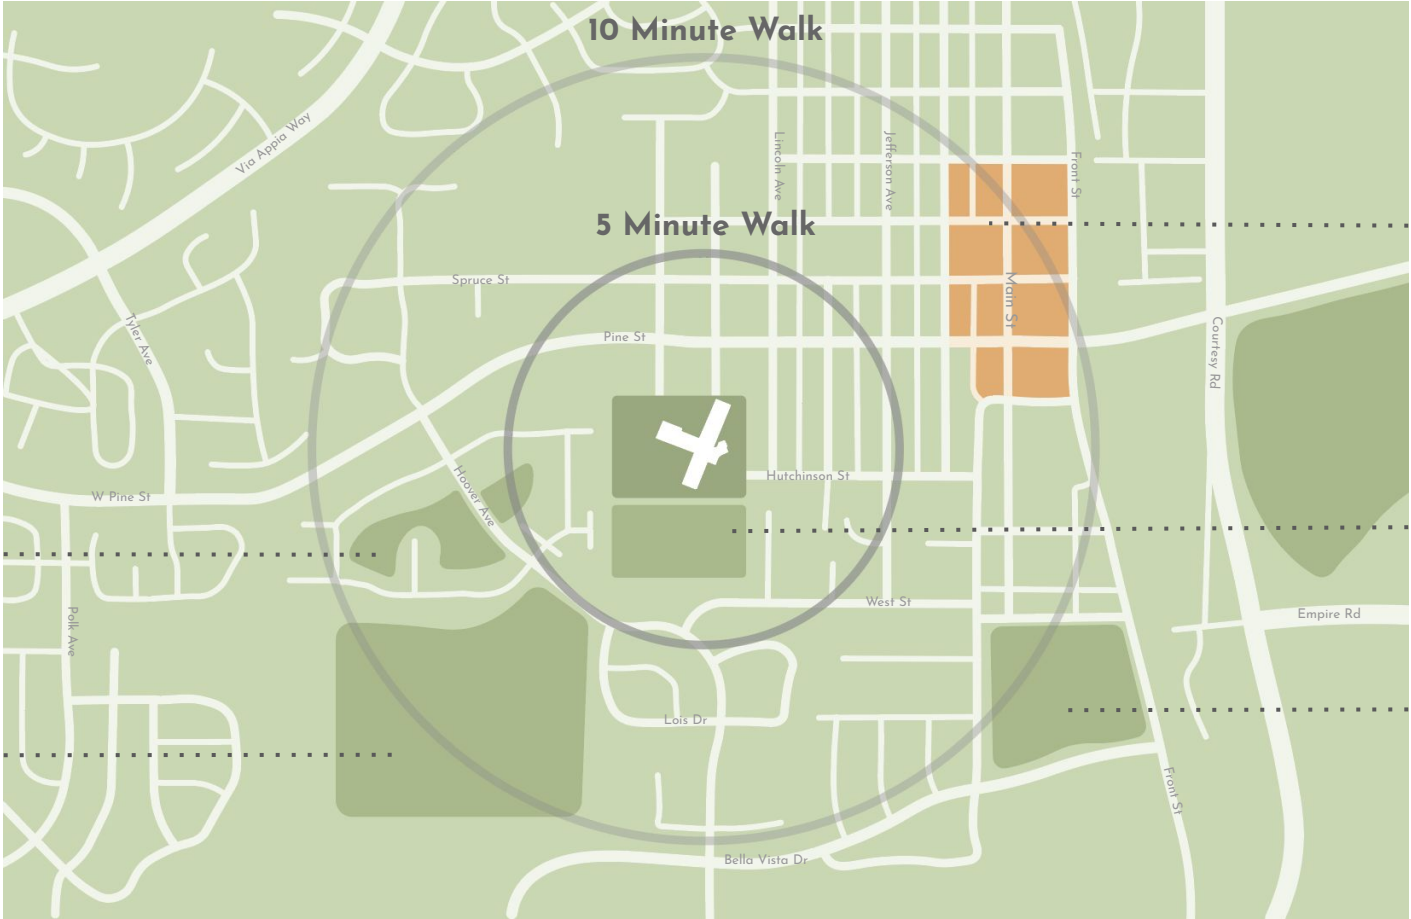 10 Minute Walk
Via Appia Way
Lincoln Ave
Jefferson Ave
Front St
5 Minute Walk
Spruce St
Main St
Tyler Ave
Pine St
Courtesy Rd
Hoover Ave
Hutchinson St
W Pine St
West St
Empire Rd
Polk Ave
Lois Dr
Front St
Bella Vista Dr